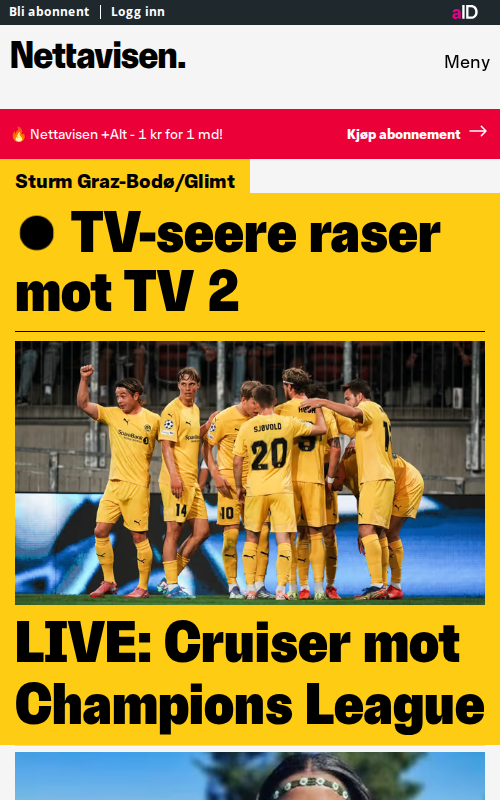 Bli abonnent | Logg inn
aID
Nettavisen.
Meny
🔥 Nettavisen +Alt - 1 kr for 1 md!
Kjøp abonnement →
Sturm Graz-Bodø/Glimt
● TV-seere raser
mot TV 2
SJØVOLD
20
14
10
LIVE: Cruiser mot
Champions League